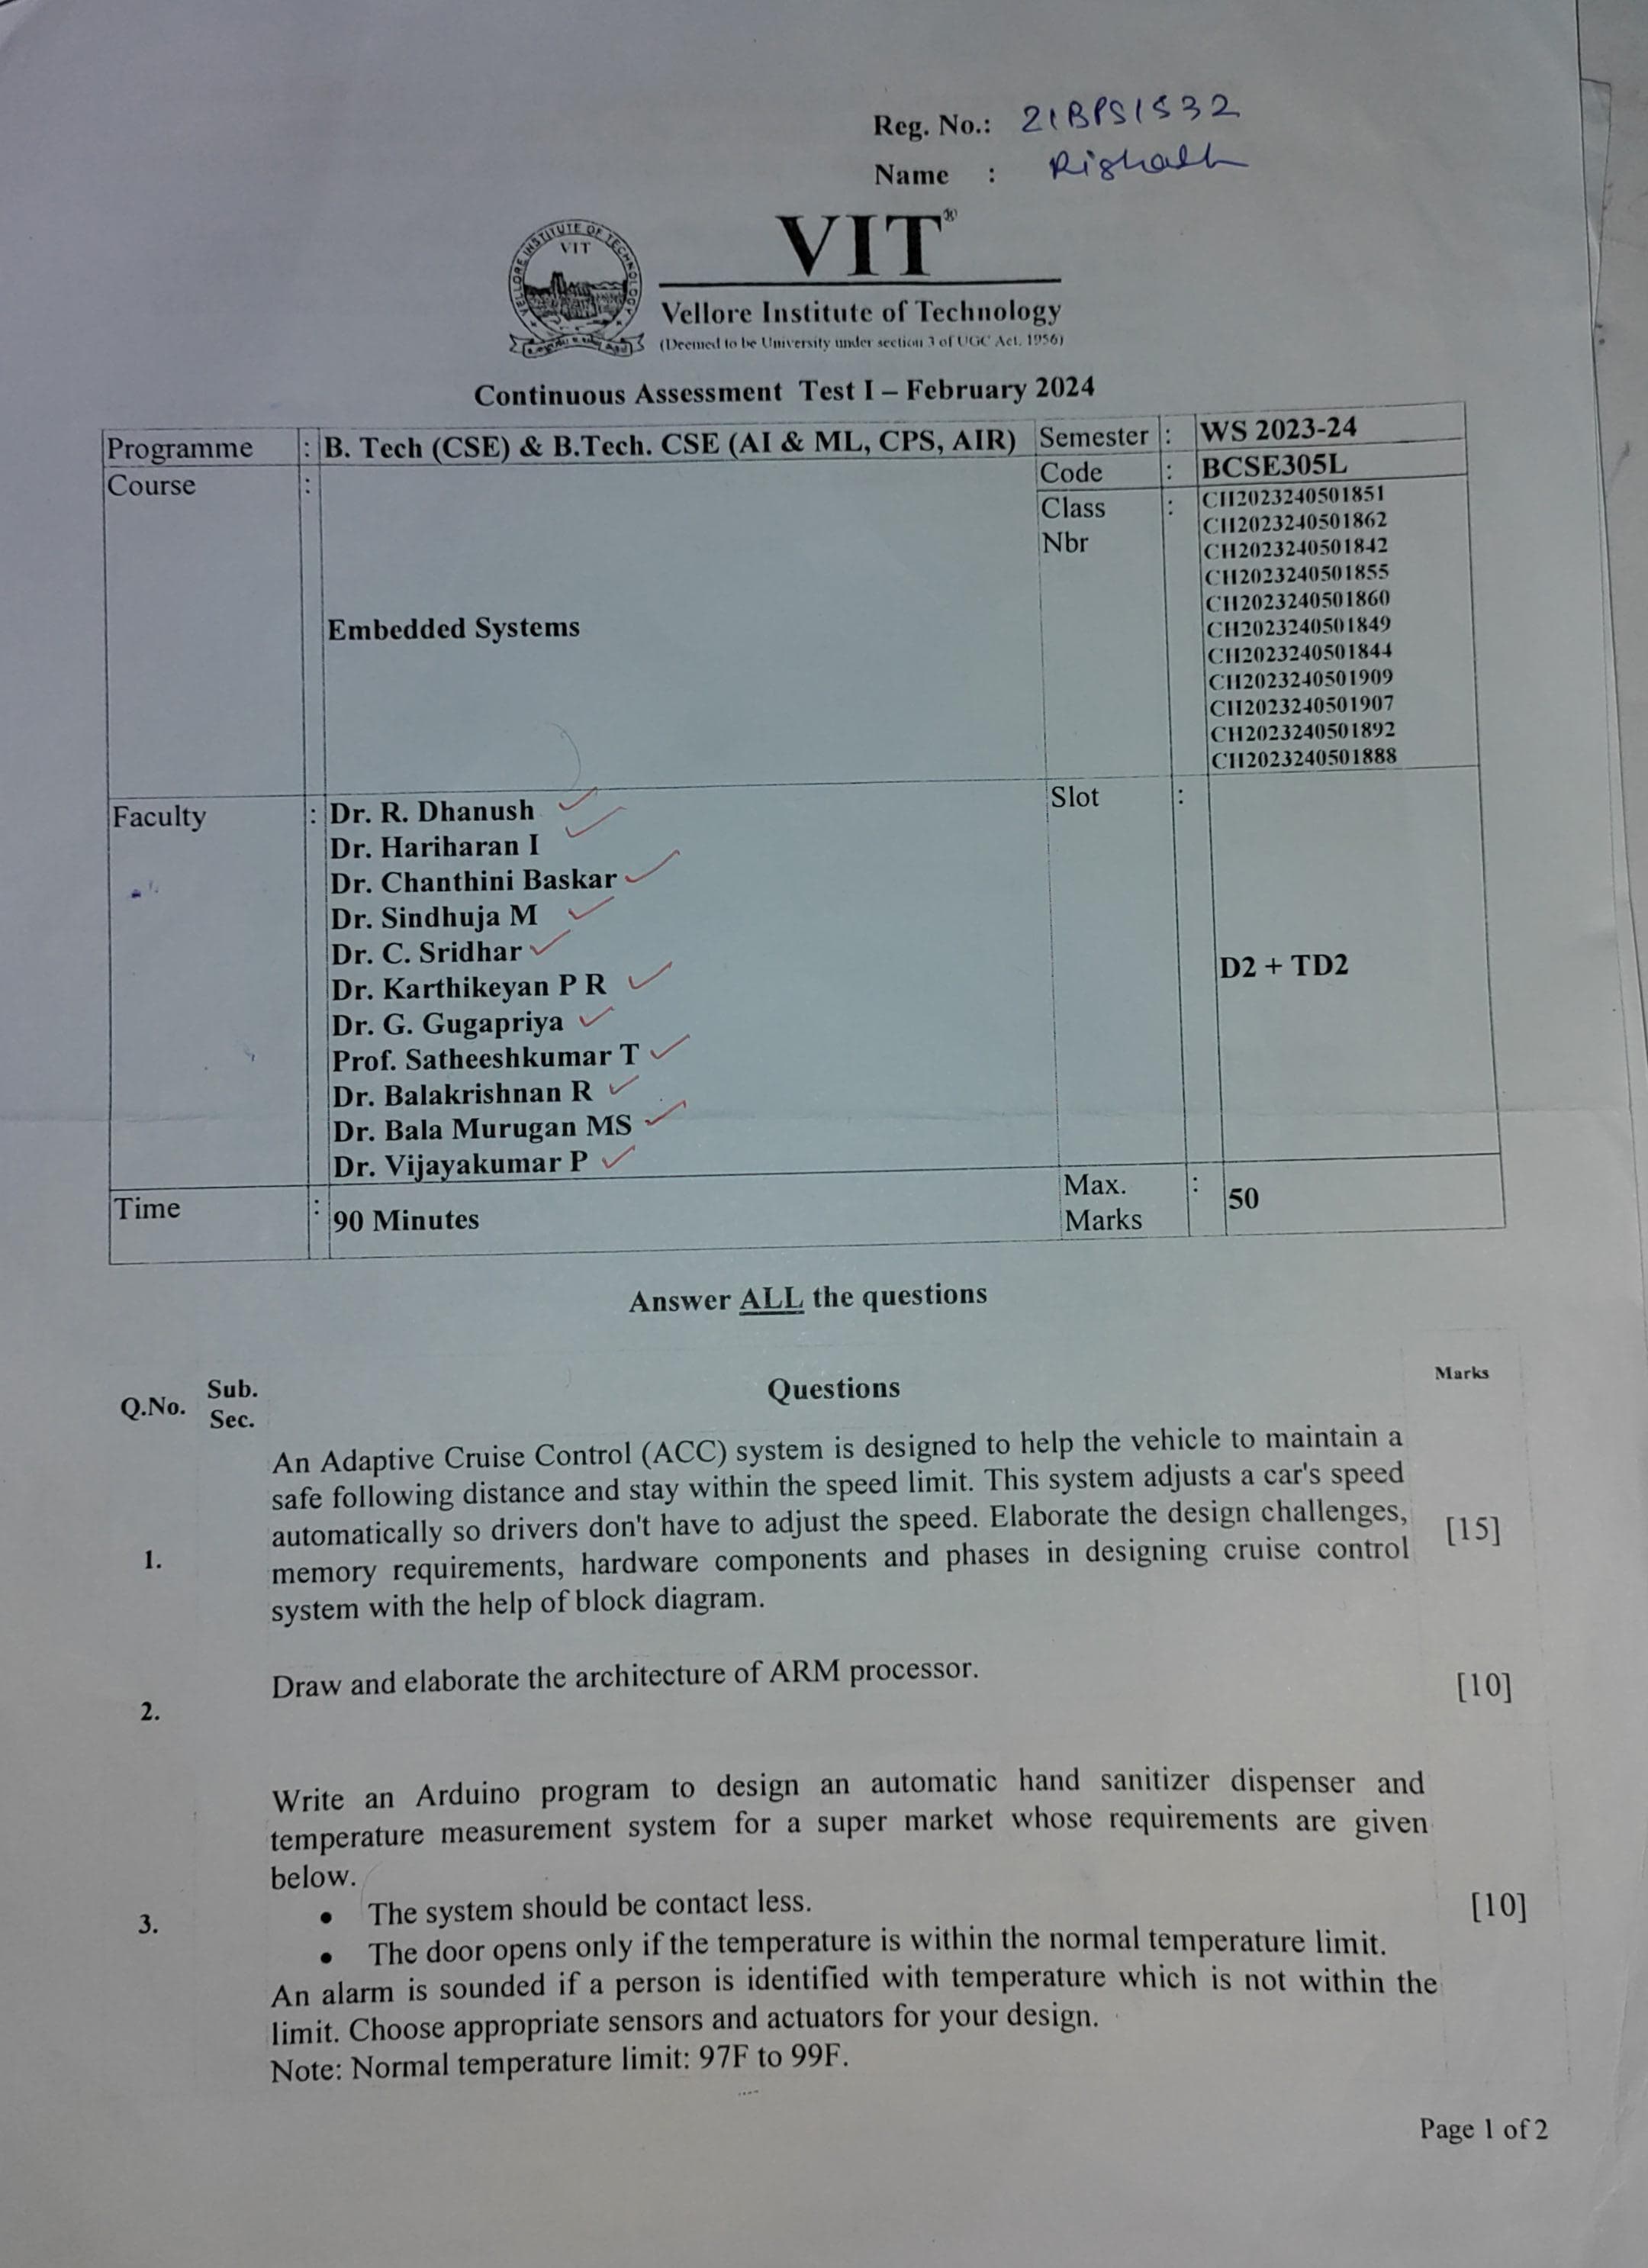 Reg. No.: 21BPS1532
Name : Rishabh
VELLORE INSTITUTE OF TECHNOLOGY
VIT
VIT®
Vellore Institute of Technology
(Deemed to be University under section 3 of UGC Act, 1956)
Continuous Assessment Test I – February 2024
Programme : B. Tech (CSE) & B.Tech. CSE (AI & ML, CPS, AIR) Semester : WS 2023-24
Course : Embedded Systems
Code : BCSE305L
Class Nbr :
CH2023240501851
CH2023240501862
CH2023240501842
CH2023240501855
CH2023240501860
CH2023240501849
CH2023240501844
CH2023240501909
CH2023240501907
CH2023240501892
CH2023240501888
Faculty : Dr. R. Dhanush
Dr. Hariharan I
Dr. Chanthini Baskar
Dr. Sindhuja M
Dr. C. Sridhar
Dr. Karthikeyan P R
Dr. G. Gugapriya
Prof. Satheeshkumar T
Dr. Balakrishnan R
Dr. Bala Murugan MS
Dr. Vijayakumar P
Slot : D2 + TD2
Time : 90 Minutes
Max. Marks : 50
Answer ALL the questions
Q.No. Sub. Sec. Questions Marks
1. An Adaptive Cruise Control (ACC) system is designed to help the vehicle to maintain a
safe following distance and stay within the speed limit. This system adjusts a car's speed
automatically so drivers don't have to adjust the speed. Elaborate the design challenges, [15]
memory requirements, hardware components and phases in designing cruise control
system with the help of block diagram.
2. Draw and elaborate the architecture of ARM processor. [10]
3. Write an Arduino program to design an automatic hand sanitizer dispenser and
temperature measurement system for a super market whose requirements are given
below.
• The system should be contact less. [10]
• The door opens only if the temperature is within the normal temperature limit.
An alarm is sounded if a person is identified with temperature which is not within the
limit. Choose appropriate sensors and actuators for your design.
Note: Normal temperature limit: 97F to 99F.
Page 1 of 2